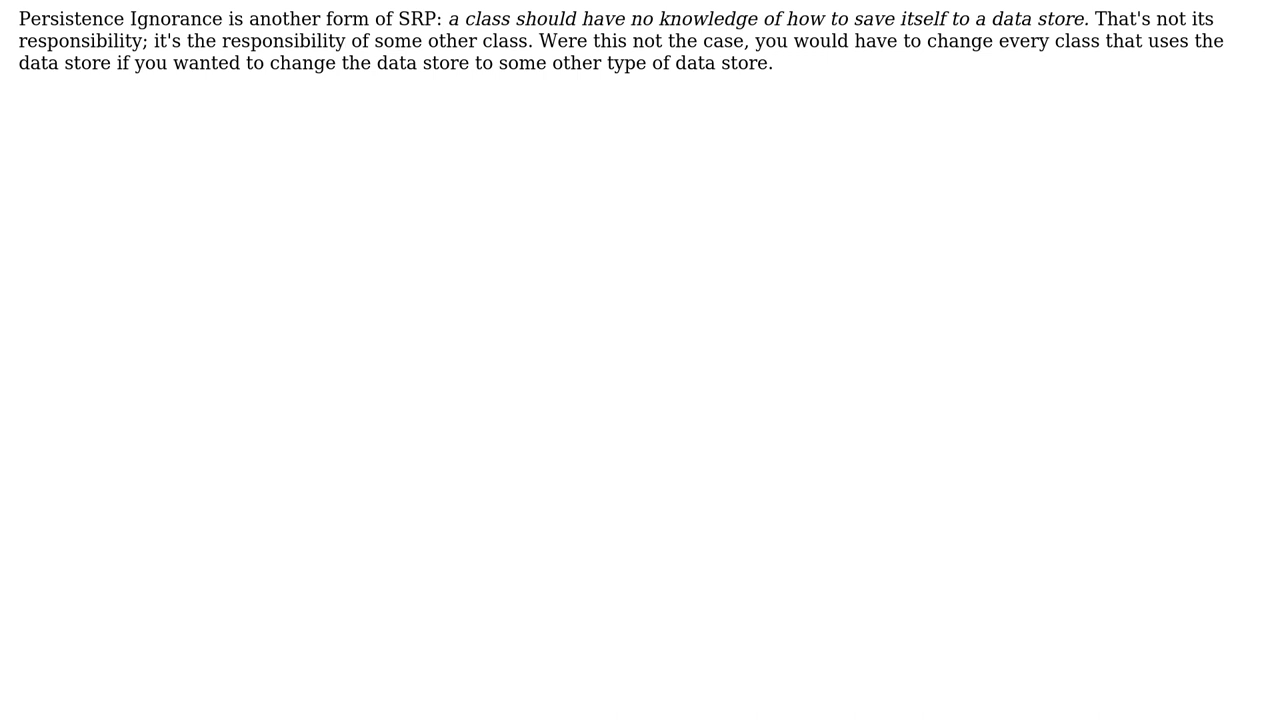 Persistence Ignorance is another form of SRP: a class should have no knowledge of how to save itself to a data store. That's not its
responsibility; it's the responsibility of some other class. Were this not the case, you would have to change every class that uses the
data store if you wanted to change the data store to some other type of data store.